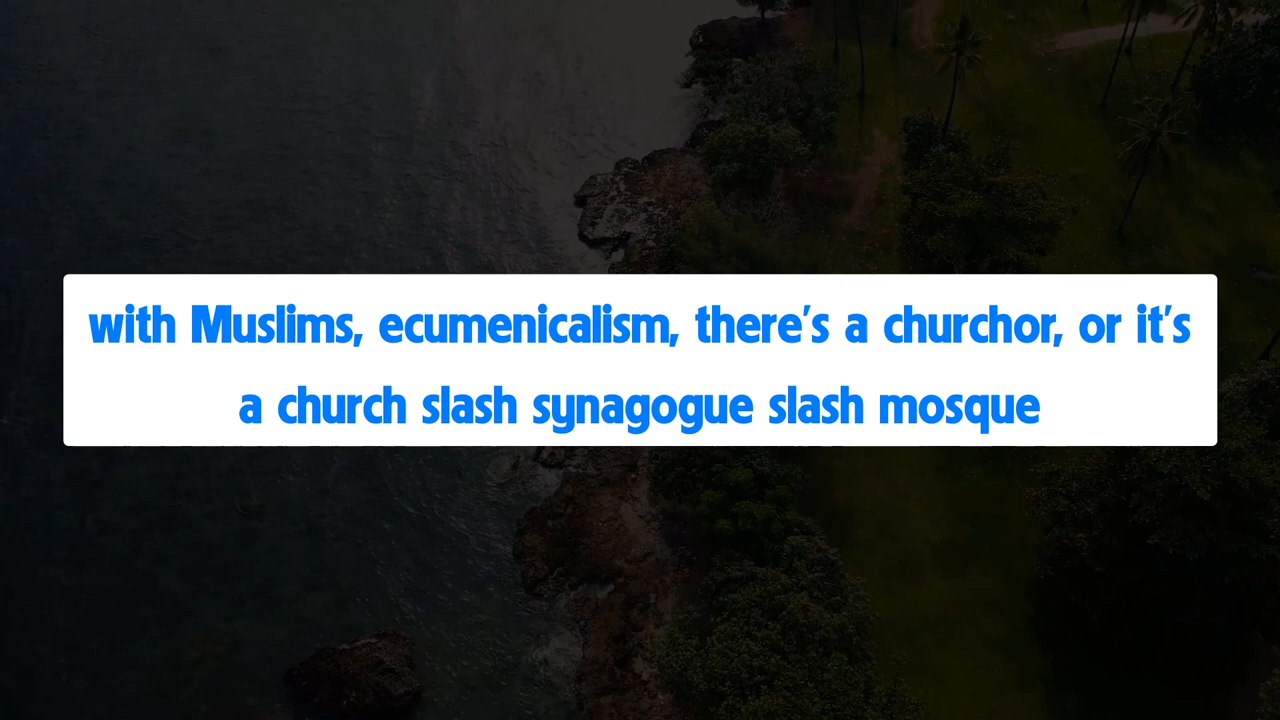 with Muslims, ecumenicalism, there's a churchor, or it's
a church slash synagogue slash mosque